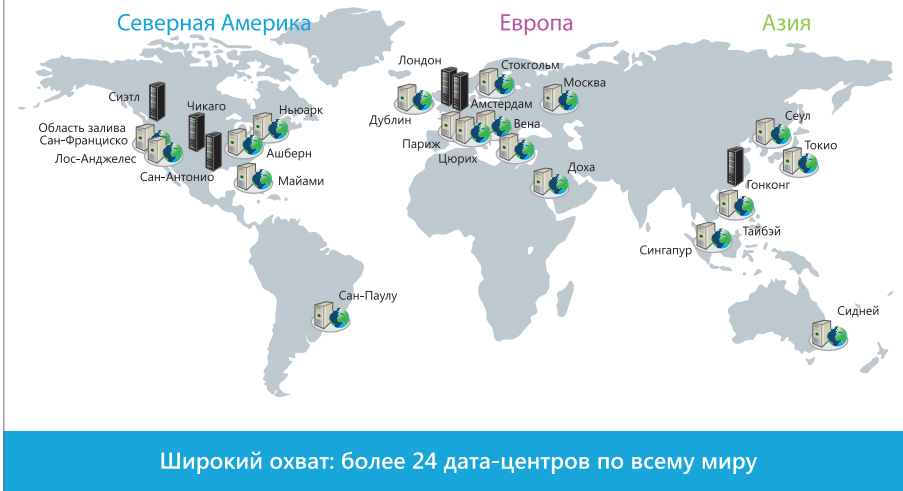 Северная Америка
Европа
Азия
Лондон
Стокгольм
Москва
Сиэтл
Чикаго
Ньюарк
Амстердам
Дублин
Вена
Сеул
Область залива
Сан-Франциско
Париж
Токио
Лос-Анджелес
Ашберн
Цюрих
Сан-Антонио
Майами
Доха
Гонконг
Тайбэй
Сингапур
Сан-Паулу
Сидней
Широкий охват: более 24 дата-центров по всему миру